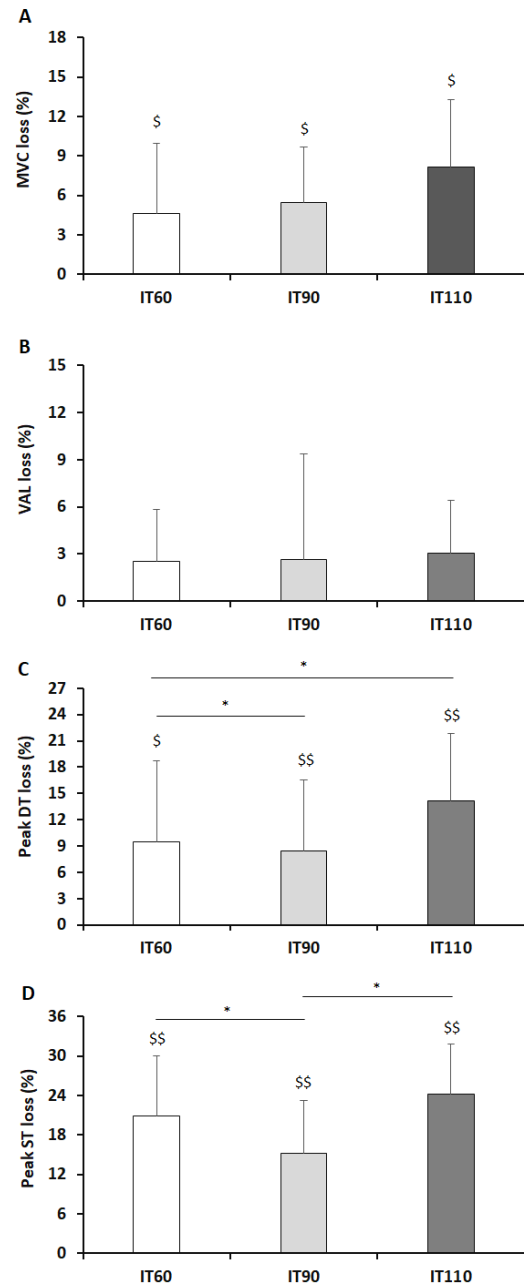 A
MVC loss (%)
18
15
12
9
6
3
0
$
$
$
IT60
IT90
IT110
B
VAL loss (%)
15
12
9
6
3
0
IT60
IT90
IT110
C
Peak DT loss (%)
*
*
27
24
21
18
15
12
9
6
3
0
$
$$
$$
IT60
IT90
IT110
D
Peak ST loss (%)
*
*
36
30
24
18
12
6
0
$$
$$
$$
IT60
IT90
IT110